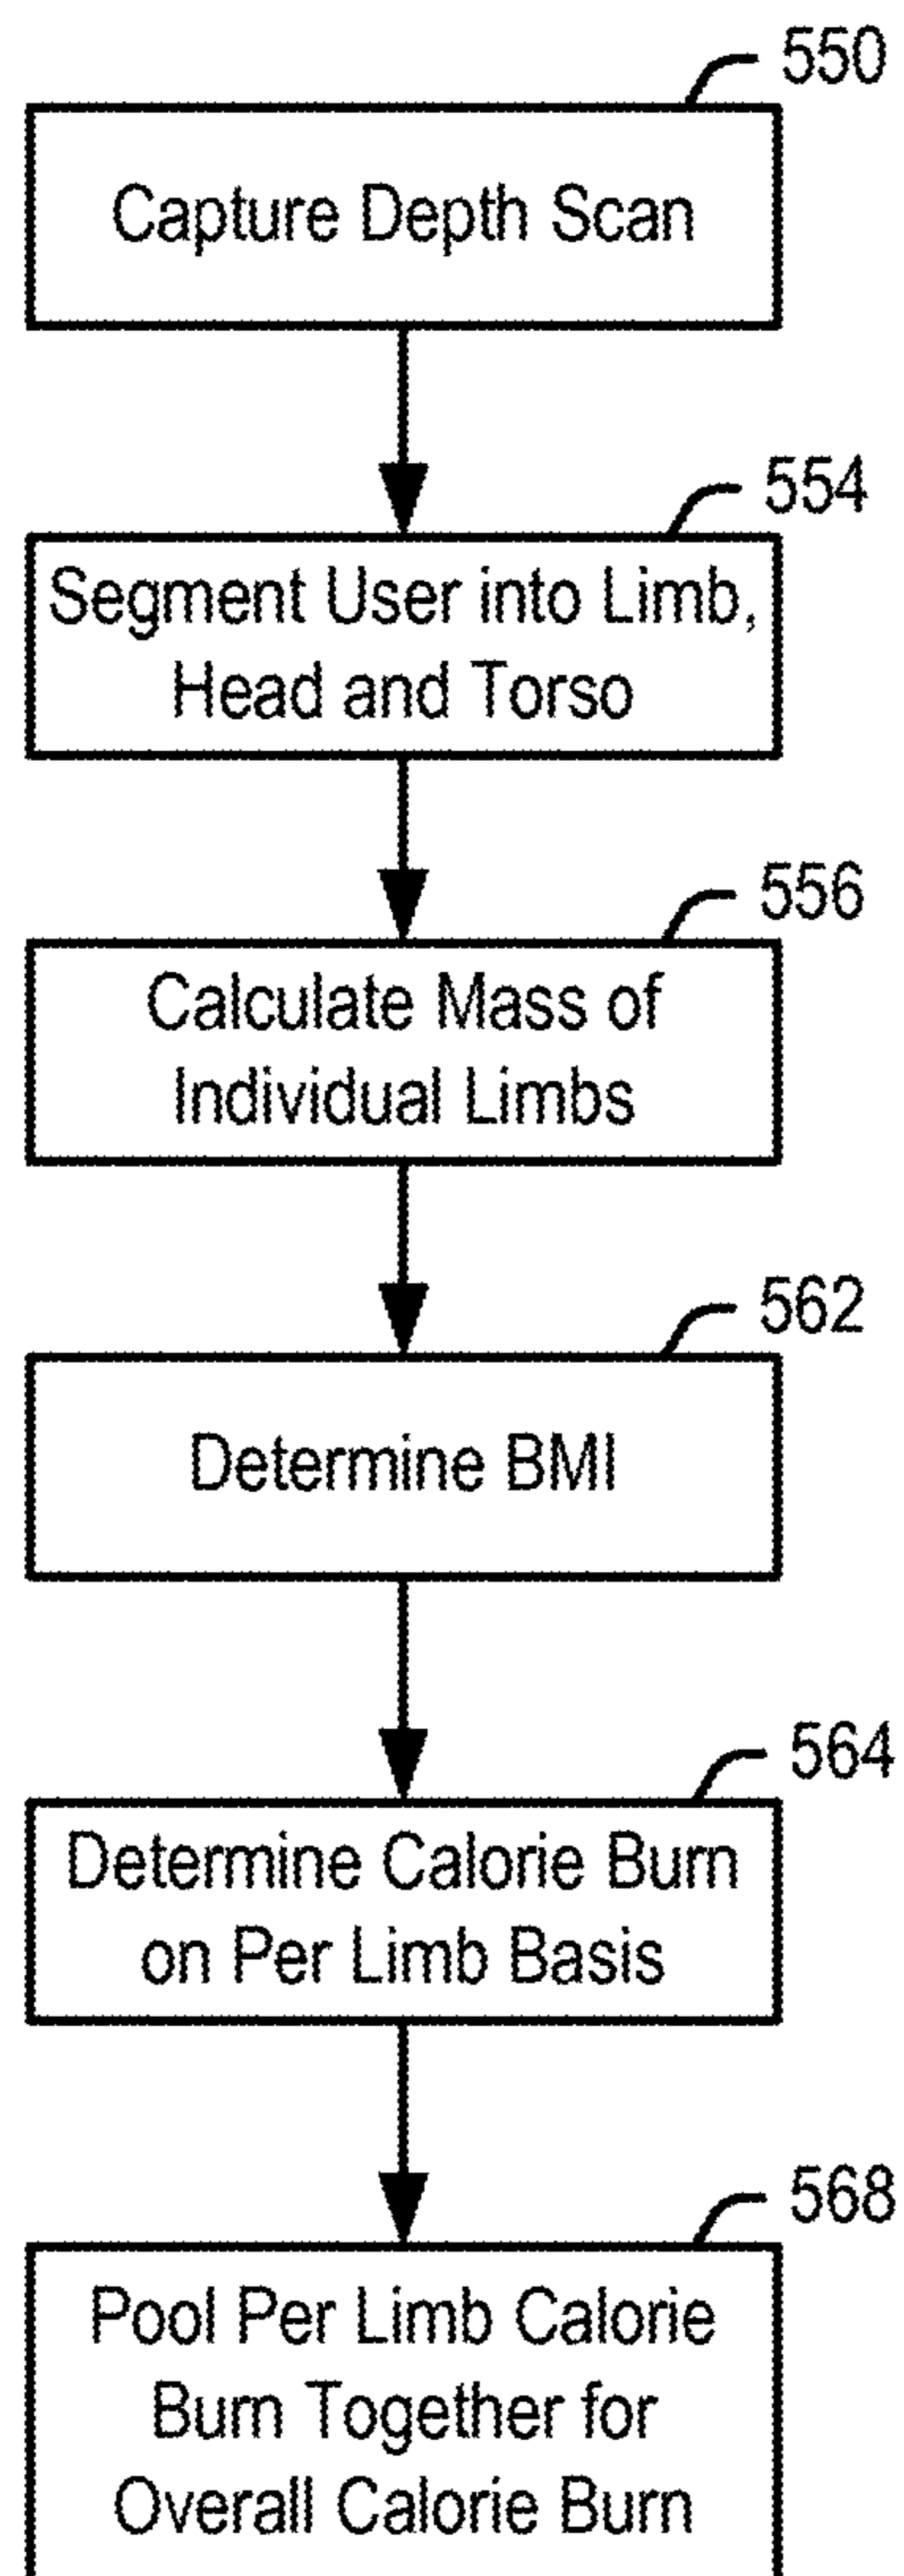 550
Capture Depth Scan
554
Segment User into Limb,
Head and Torso
556
Calculate Mass of
Individual Limbs
562
Determine BMI
564
Determine Calorie Burn
on Per Limb Basis
568
Pool Per Limb Calorie
Burn Together for
Overall Calorie Burn